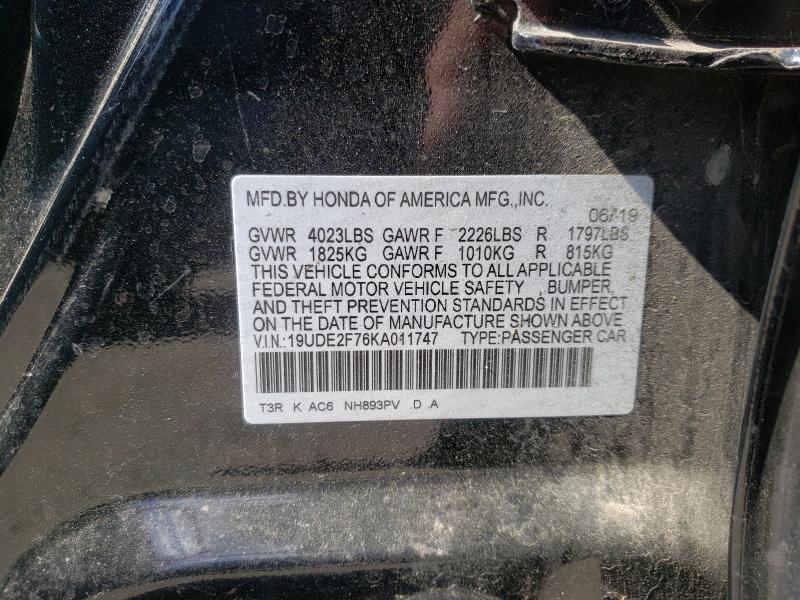 MFD.BY HONDA OF AMERICA MFG.,INC.
06/19
GVWR 4023LBS GAWR F 2226LBS R 1797LBS
GVWR 1825KG GAWR F 1010KG R 815KG
THIS VEHICLE CONFORMS TO ALL APPLICABLE
FEDERAL MOTOR VEHICLE SAFETY , BUMPER,
AND THEFT PREVENTION STANDARDS IN EFFECT
ON THE DATE OF MANUFACTURE SHOWN ABOVE
V.I.N.:19UDE2F76KA011747 TYPE:PASSENGER CAR
T3R K AC6 NH893PV .D .A